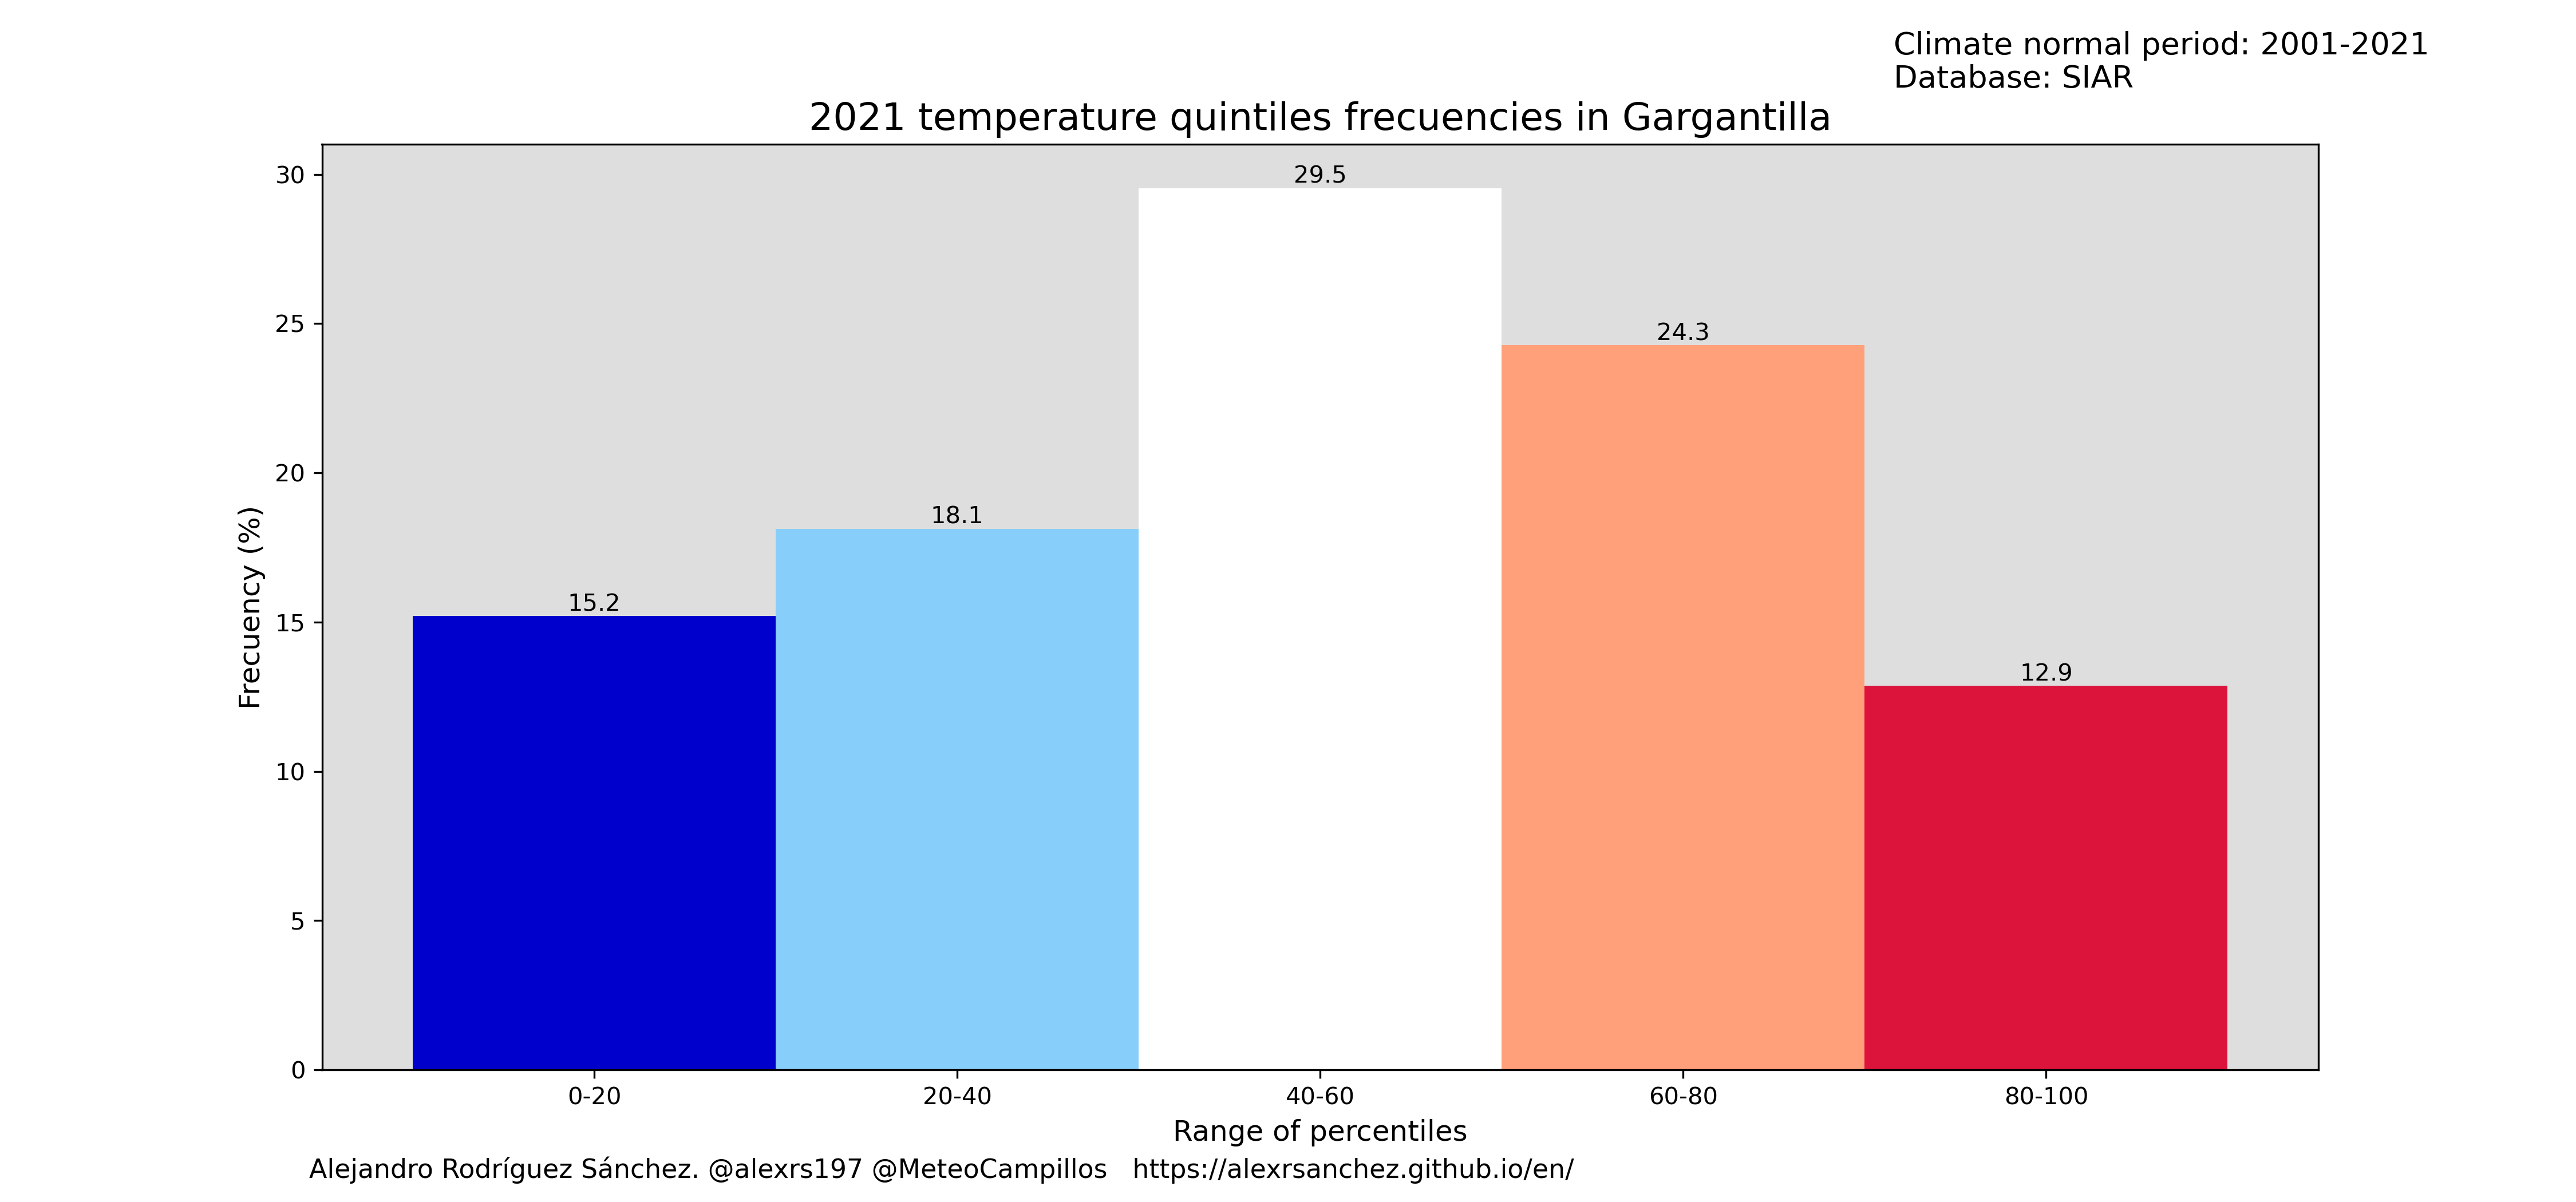 Climate normal period: 2001-2021
Database: SIAR
2021 temperature quintiles frecuencies in Gargantilla
30
25
20
15
10
5
0
Frecuency (%)
15.2
18.1
29.5
24.3
12.9
0-20
20-40
40-60
60-80
80-100
Range of percentiles
Alejandro Rodríguez Sánchez. @alexrs197 @MeteoCampillos https://alexrsanchez.github.io/en/